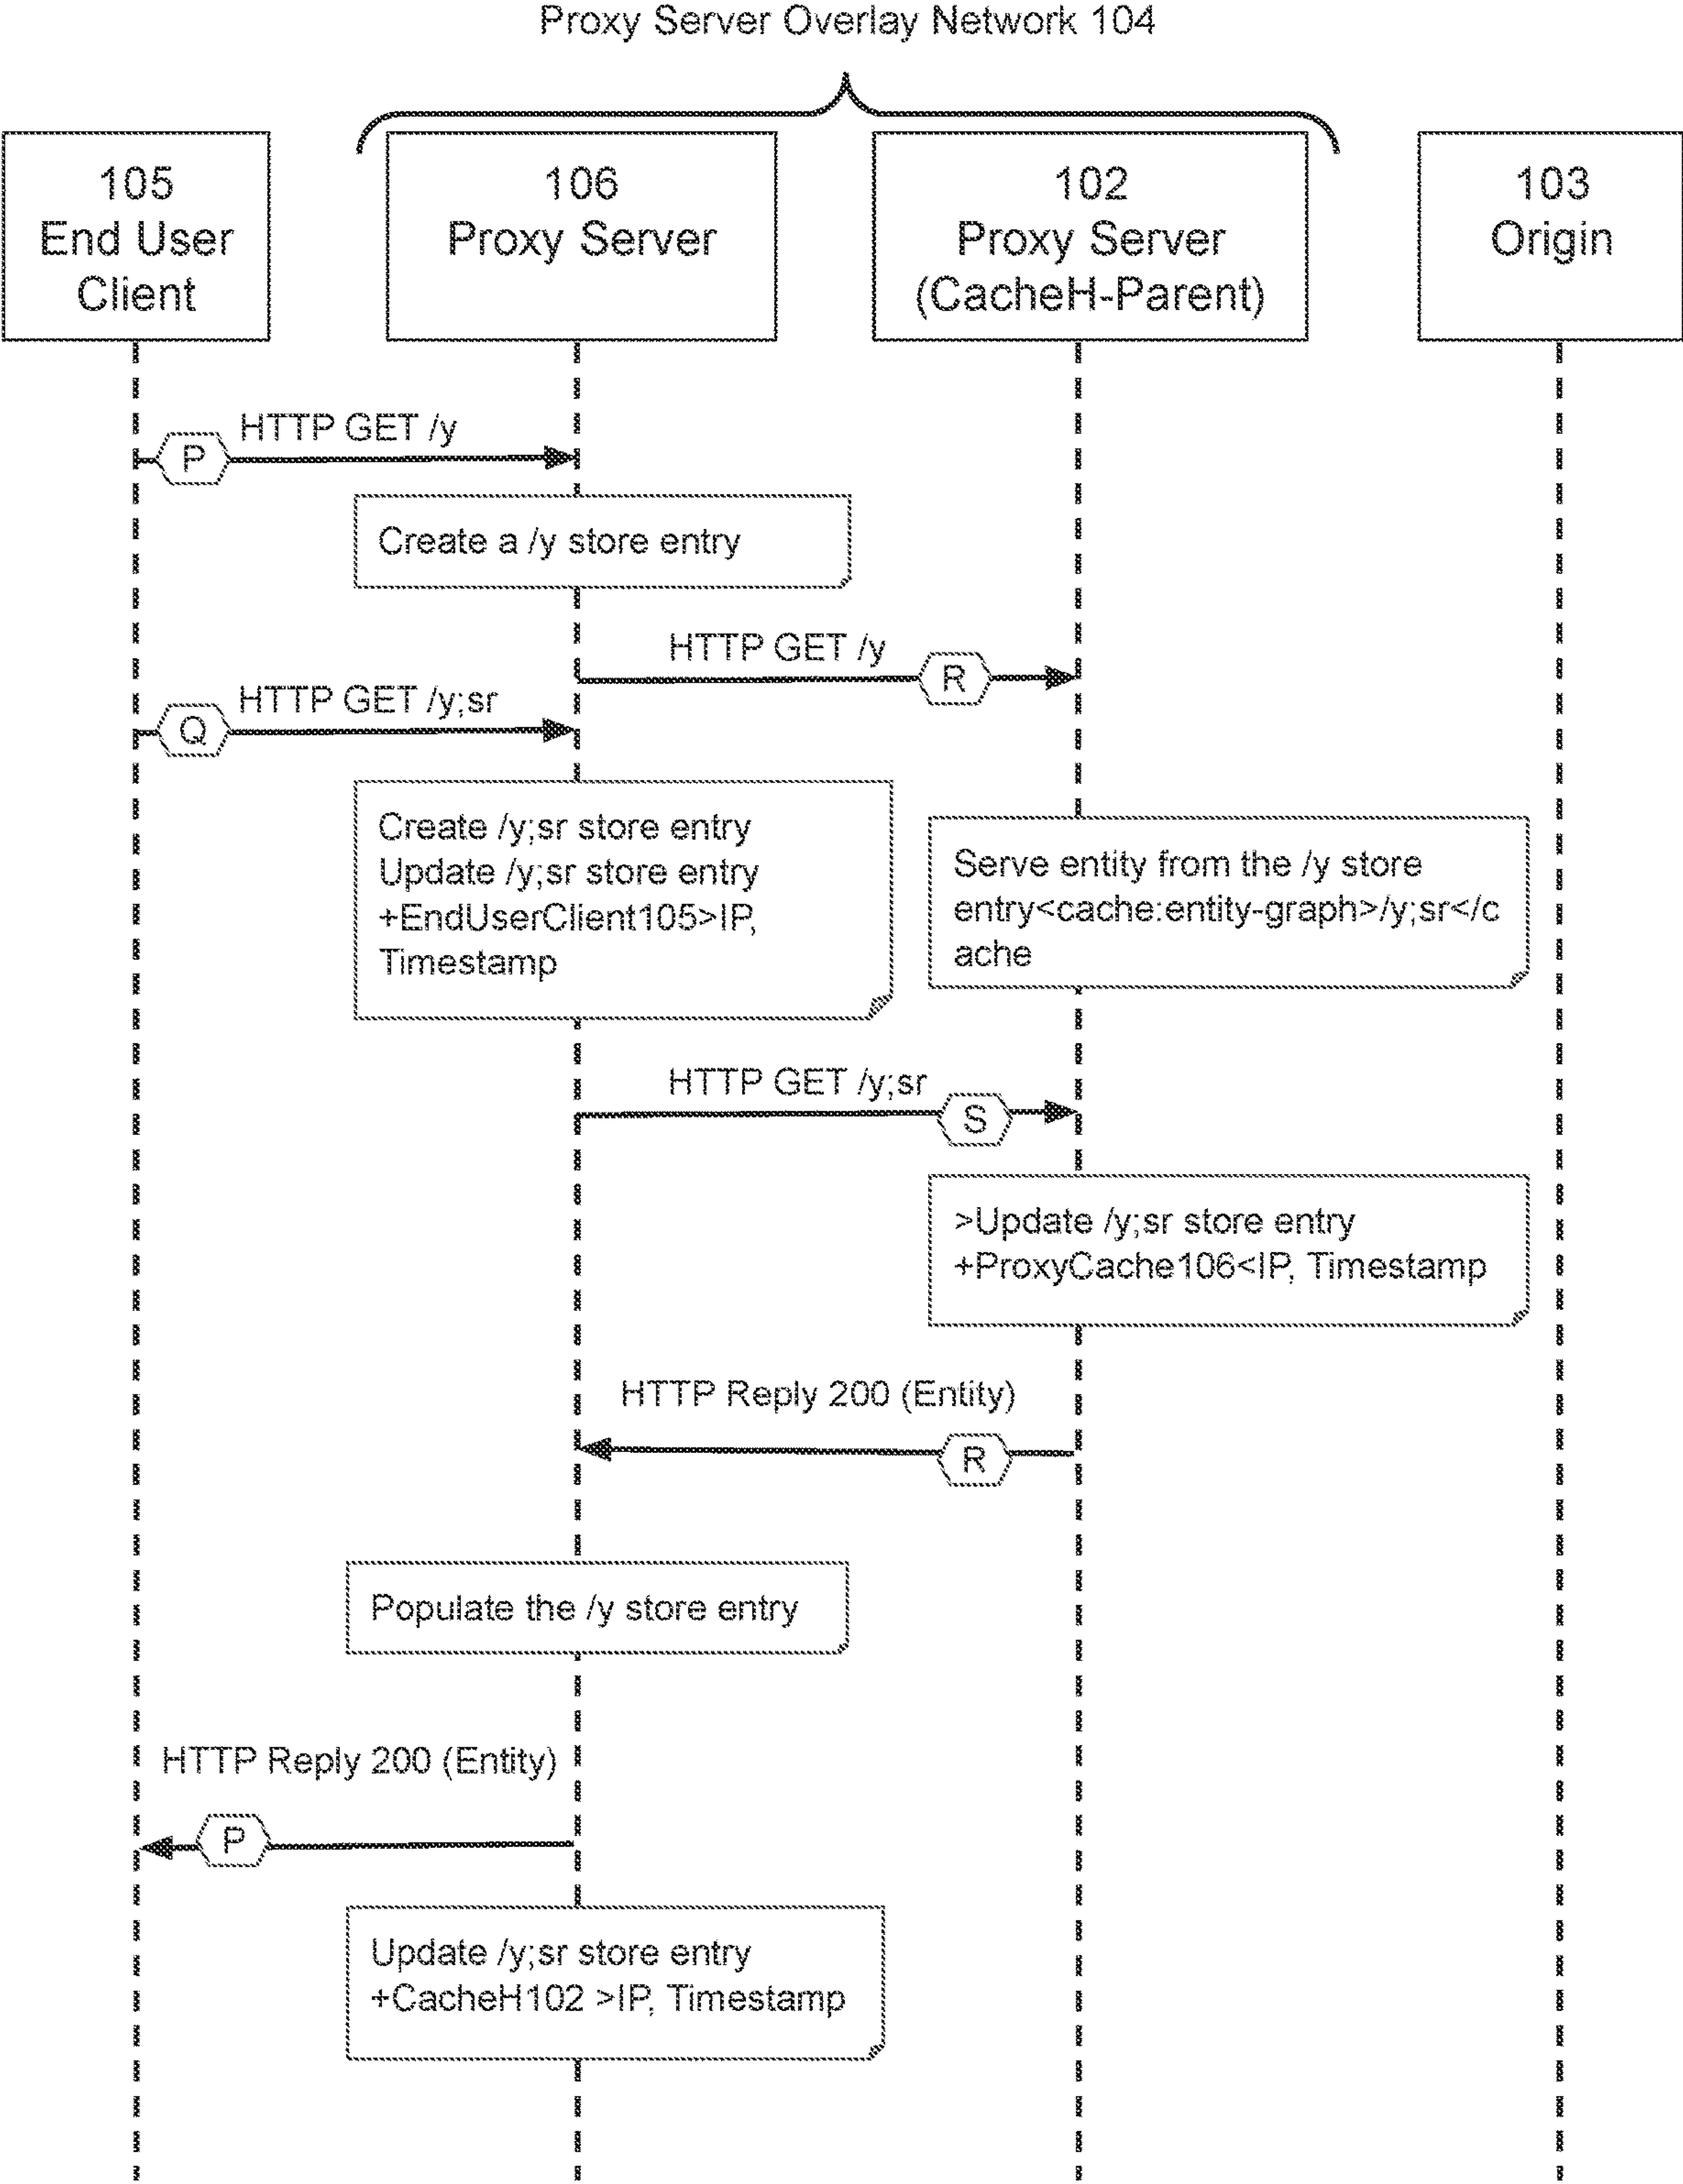 Proxy Server Overlay Network 104
105
End User
Client
106
Proxy Server
102
Proxy Server
(CacheH-Parent)
103
Origin
HTTP GET /y
P
Create a /y store entry
HTTP GET /y
R
HTTP GET /y;sr
Q
Create /y;sr store entry
Update /y;sr store entry
+EndUserClient105>IP,
Timestamp
Serve entity from the /y store
entry<cache:entity-graph>/y;sr</c
ache
HTTP GET /y;sr
S
>Update /y;sr store entry
+ProxyCache106<IP, Timestamp
HTTP Reply 200 (Entity)
R
Populate the /y store entry
HTTP Reply 200 (Entity)
P
Update /y;sr store entry
+CacheH102 >IP, Timestamp